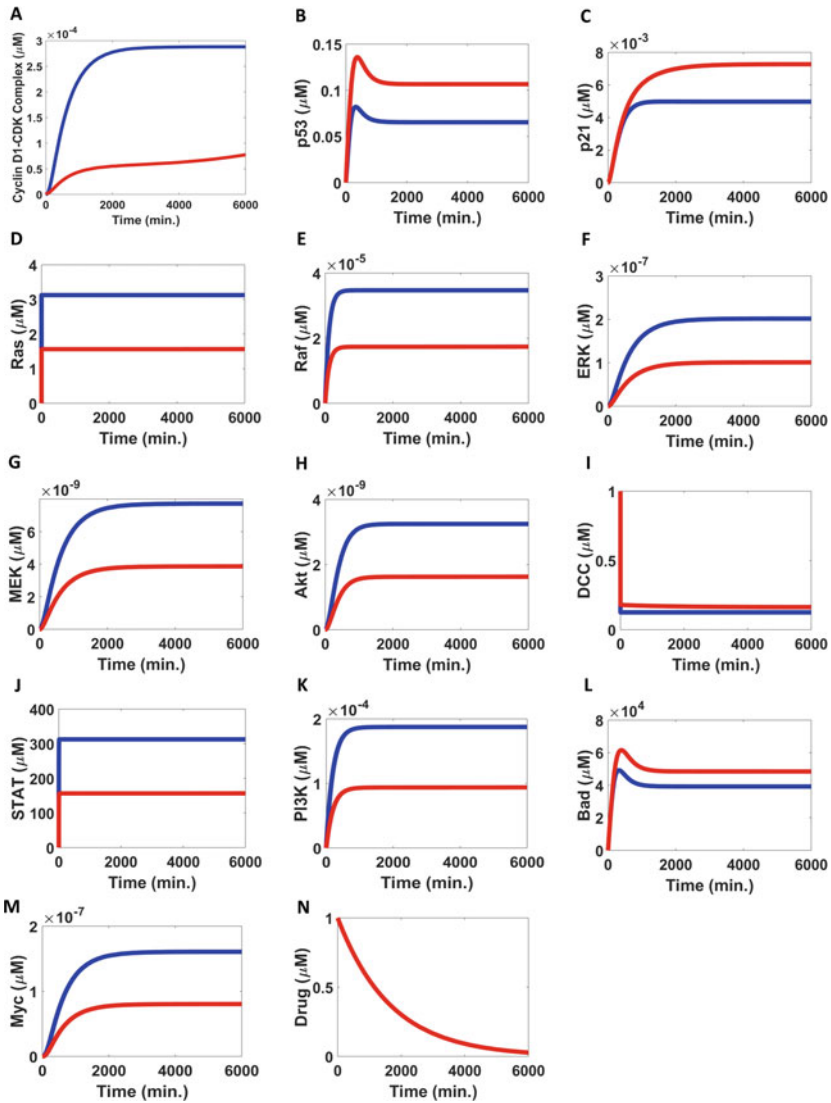 A
×10⁻⁴
Cyclin D1-CDK Complex (μM)
3
2.5
2
1.5
1
0.5
0
0 2000 4000 6000
Time (min.)
B
p53 (μM)
0.15
0.1
0.05
0
0 2000 4000 6000
Time (min.)
C
×10⁻³
p21 (μM)
8
6
4
2
0
0 2000 4000 6000
Time (min.)
D
Ras (μM)
4
3
2
1
0
0 2000 4000 6000
Time (min.)
E
×10⁻⁵
Raf (μM)
4
2
0
0 2000 4000 6000
Time (min.)
F
×10⁻⁷
ERK (μM)
3
2
1
0
0 2000 4000 6000
Time (min.)
G
×10⁻⁹
MEK (μM)
6
4
2
0
0 2000 4000 6000
Time (min.)
H
×10⁻⁹
Akt (μM)
4
2
0
0 2000 4000 6000
Time (min.)
I
DCC (μM)
1
0.5
0
0 2000 4000 6000
Time (min.)
J
STAT (μM)
400
300
200
100
0
0 2000 4000 6000
Time (min.)
K
×10⁻⁴
PI3K (μM)
2
1
0
0 2000 4000 6000
Time (min.)
L
×10⁴
Bad (μM)
8
6
4
2
0
0 2000 4000 6000
Time (min.)
M
×10⁻⁷
Myc (μM)
2
1
0
0 2000 4000 6000
Time (min.)
N
Drug (μM)
1
0.5
0
0 2000 4000 6000
Time (min.)